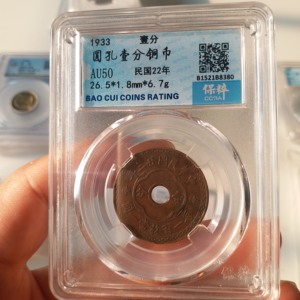 1933 壹分
圆孔壹分铜币
AU50 民国22年
26.5*1.8mm*6.7g
BAO CUI COINS RATING
B1521B8380
保粹